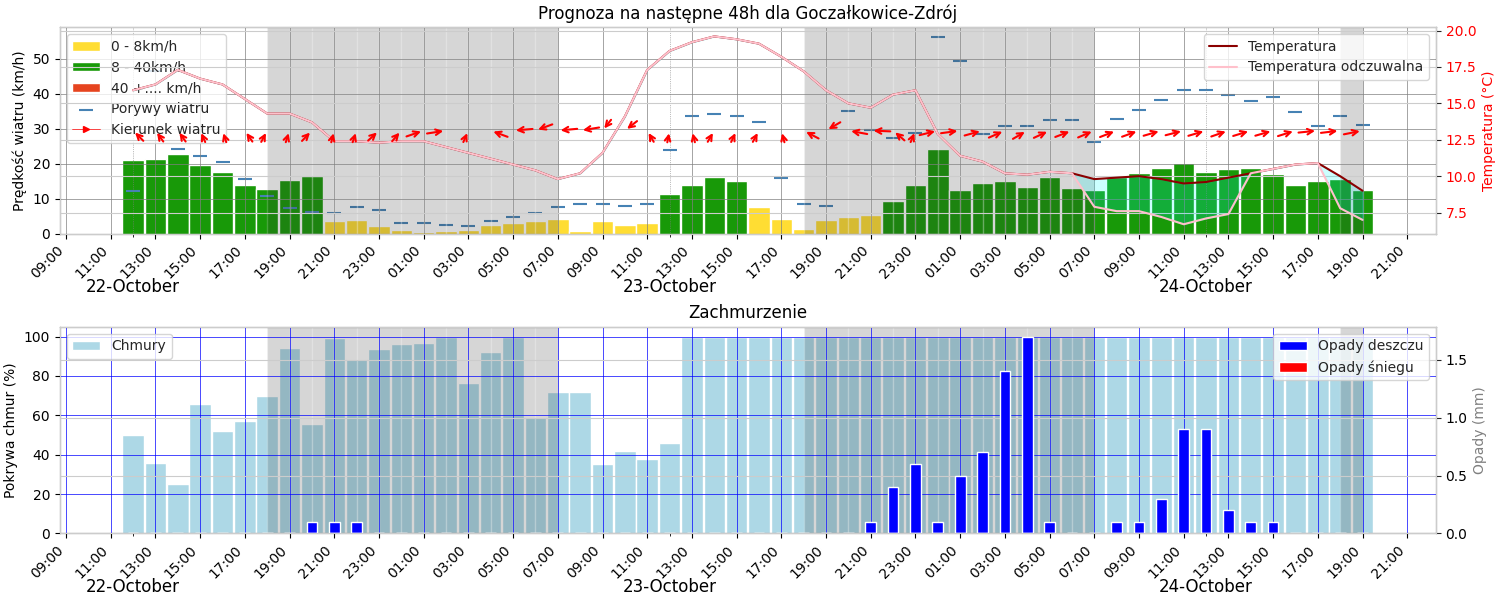 Prognoza na następne 48h dla Goczałkowice-Zdrój
Prędkość wiatru (km/h)
50
40
30
20
10
0
0 - 8km/h
8 - 40km/h
40 - .... km/h
Porywy wiatru
Kierunek wiatru
Temperatura
Temperatura odczuwalna
20.0
17.5
15.0
12.5
10.0
7.5
Temperatura (°C)
09:00 11:00 13:00 15:00 17:00 19:00 21:00 23:00 01:00 03:00 05:00 07:00 09:00 11:00 13:00 15:00 17:00 19:00 21:00 23:00 01:00 03:00 05:00 07:00 09:00 11:00 13:00 15:00 17:00 19:00 21:00
22-October 23-October 24-October
Zachmurzenie
Pokrywa chmur (%)
100
80
60
40
20
0
Chmury
Opady deszczu
Opady śniegu
1.5
1.0
0.5
0.0
Opady (mm)
09:00 11:00 13:00 15:00 17:00 19:00 21:00 23:00 01:00 03:00 05:00 07:00 09:00 11:00 13:00 15:00 17:00 19:00 21:00 23:00 01:00 03:00 05:00 07:00 09:00 11:00 13:00 15:00 17:00 19:00 21:00
22-October 23-October 24-October